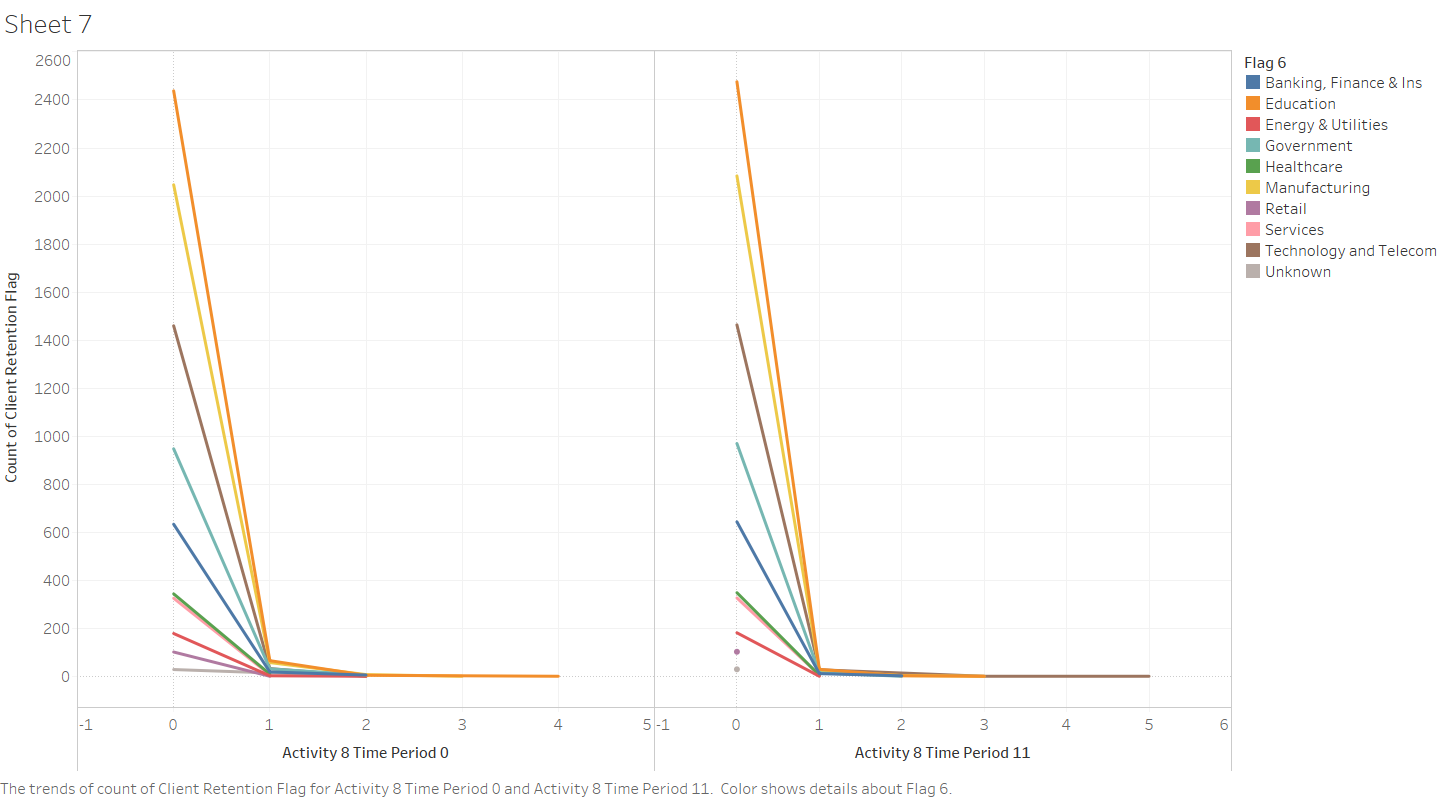 Sheet 7
2600
2400
2200
2000
1800
1600
1400
1200
1000
800
600
400
200
0
Count of Client Retention Flag
-1 0 1 2 3 4 5
Activity 8 Time Period 0
-1 0 1 2 3 4 5 6
Activity 8 Time Period 11
Flag 6
Banking, Finance & Ins
Education
Energy & Utilities
Government
Healthcare
Manufacturing
Retail
Services
Technology and Telecom
Unknown
The trends of count of Client Retention Flag for Activity 8 Time Period 0 and Activity 8 Time Period 11.  Color shows details about Flag 6.